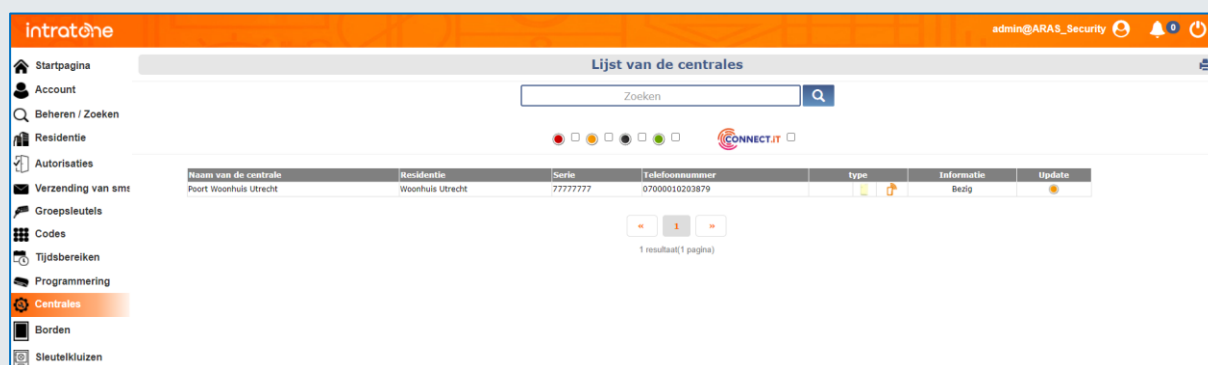 intratone
admin@ARAS_Security 0
Startpagina
Account
Beheren / Zoeken
Residentie
Autorisaties
Verzending van sms
Groepsleutels
Codes
Tijdsbereiken
Programmering
Centrales
Borden
Sleutelkluizen
Lijst van de centrales
Zoeken
CONNECT.IT
Naam van de centrale Residentie Serie Telefoonnummer type Informatie Update
Poort Woonhuis Utrecht Woonhuis Utrecht 77777777 07000010203879 Bezig
« 1 »
1 resultaat(1 pagina)